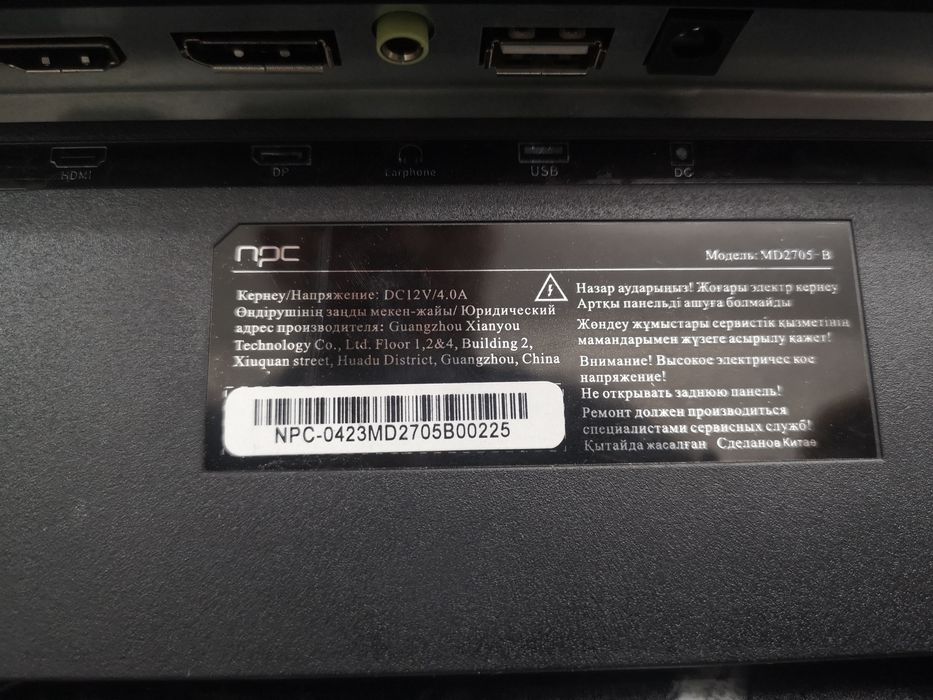 HDMI
DP
Earphone
USB
DC
npc
Модель: MD2705-B
Кернеу/Напряжение: DC12V/4.0A
Өндірушінің заңды мекен-жайы/ Юридический
адрес производителя: Guangzhou Xianyou
Technology Co., Ltd. Floor 1,2&4, Building 2,
Xiuquan street, Huadu District, Guangzhou, China
NPC-0423MD2705B00225
Назар аударыңыз! Жоғары электр кернеу
Артқы панельді ашуға болмайды
Жөндеу жұмыстары сервистік қызметінің
мамандарымен жүзеге асырылу қажет!
Внимание! Высокое электричес кое
напряжение!
Не открывать заднюю панель!
Ремонт должен производиться
специалистами сервисных служб!
Қытайда жасалған Сделанов Китае